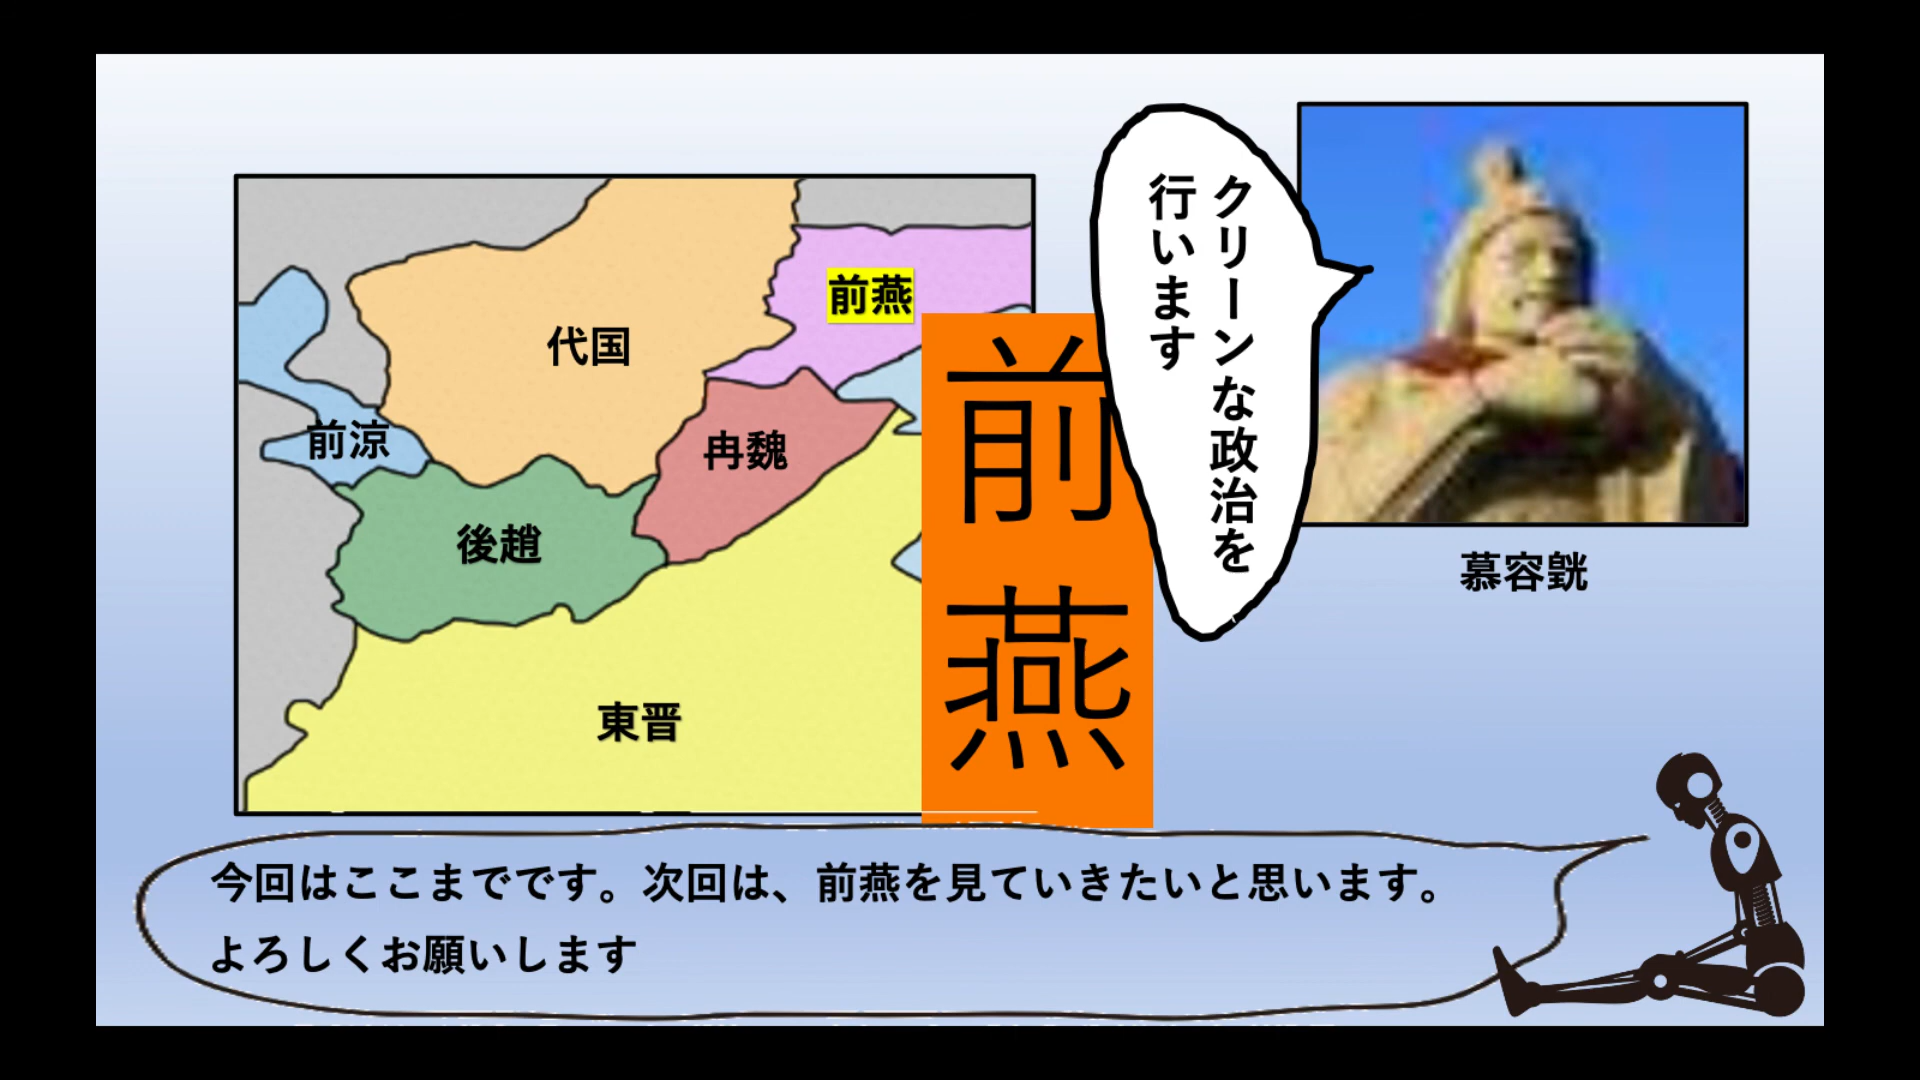 代国
前燕
前涼
冉魏
後趙
東晋
前燕
クリーンな政治を
行います
慕容皝
今回はここまでです。次回は、前燕を見ていきたいと思います。
よろしくお願いします